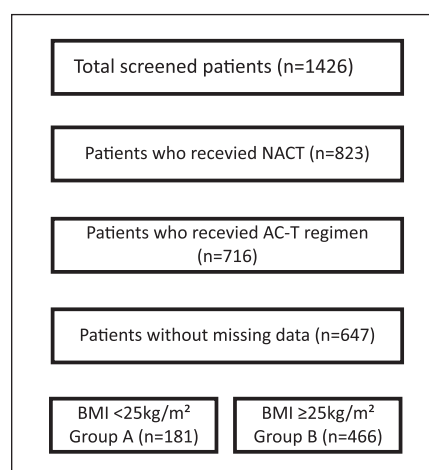 Total screened patients (n=1426)
Patients who recevied NACT (n=823)
Patients who recevied AC-T regimen
(n=716)
Patients without missing data (n=647)
BMI <25kg/m²
Group A (n=181)
BMI ≥25kg/m²
Group B (n=466)